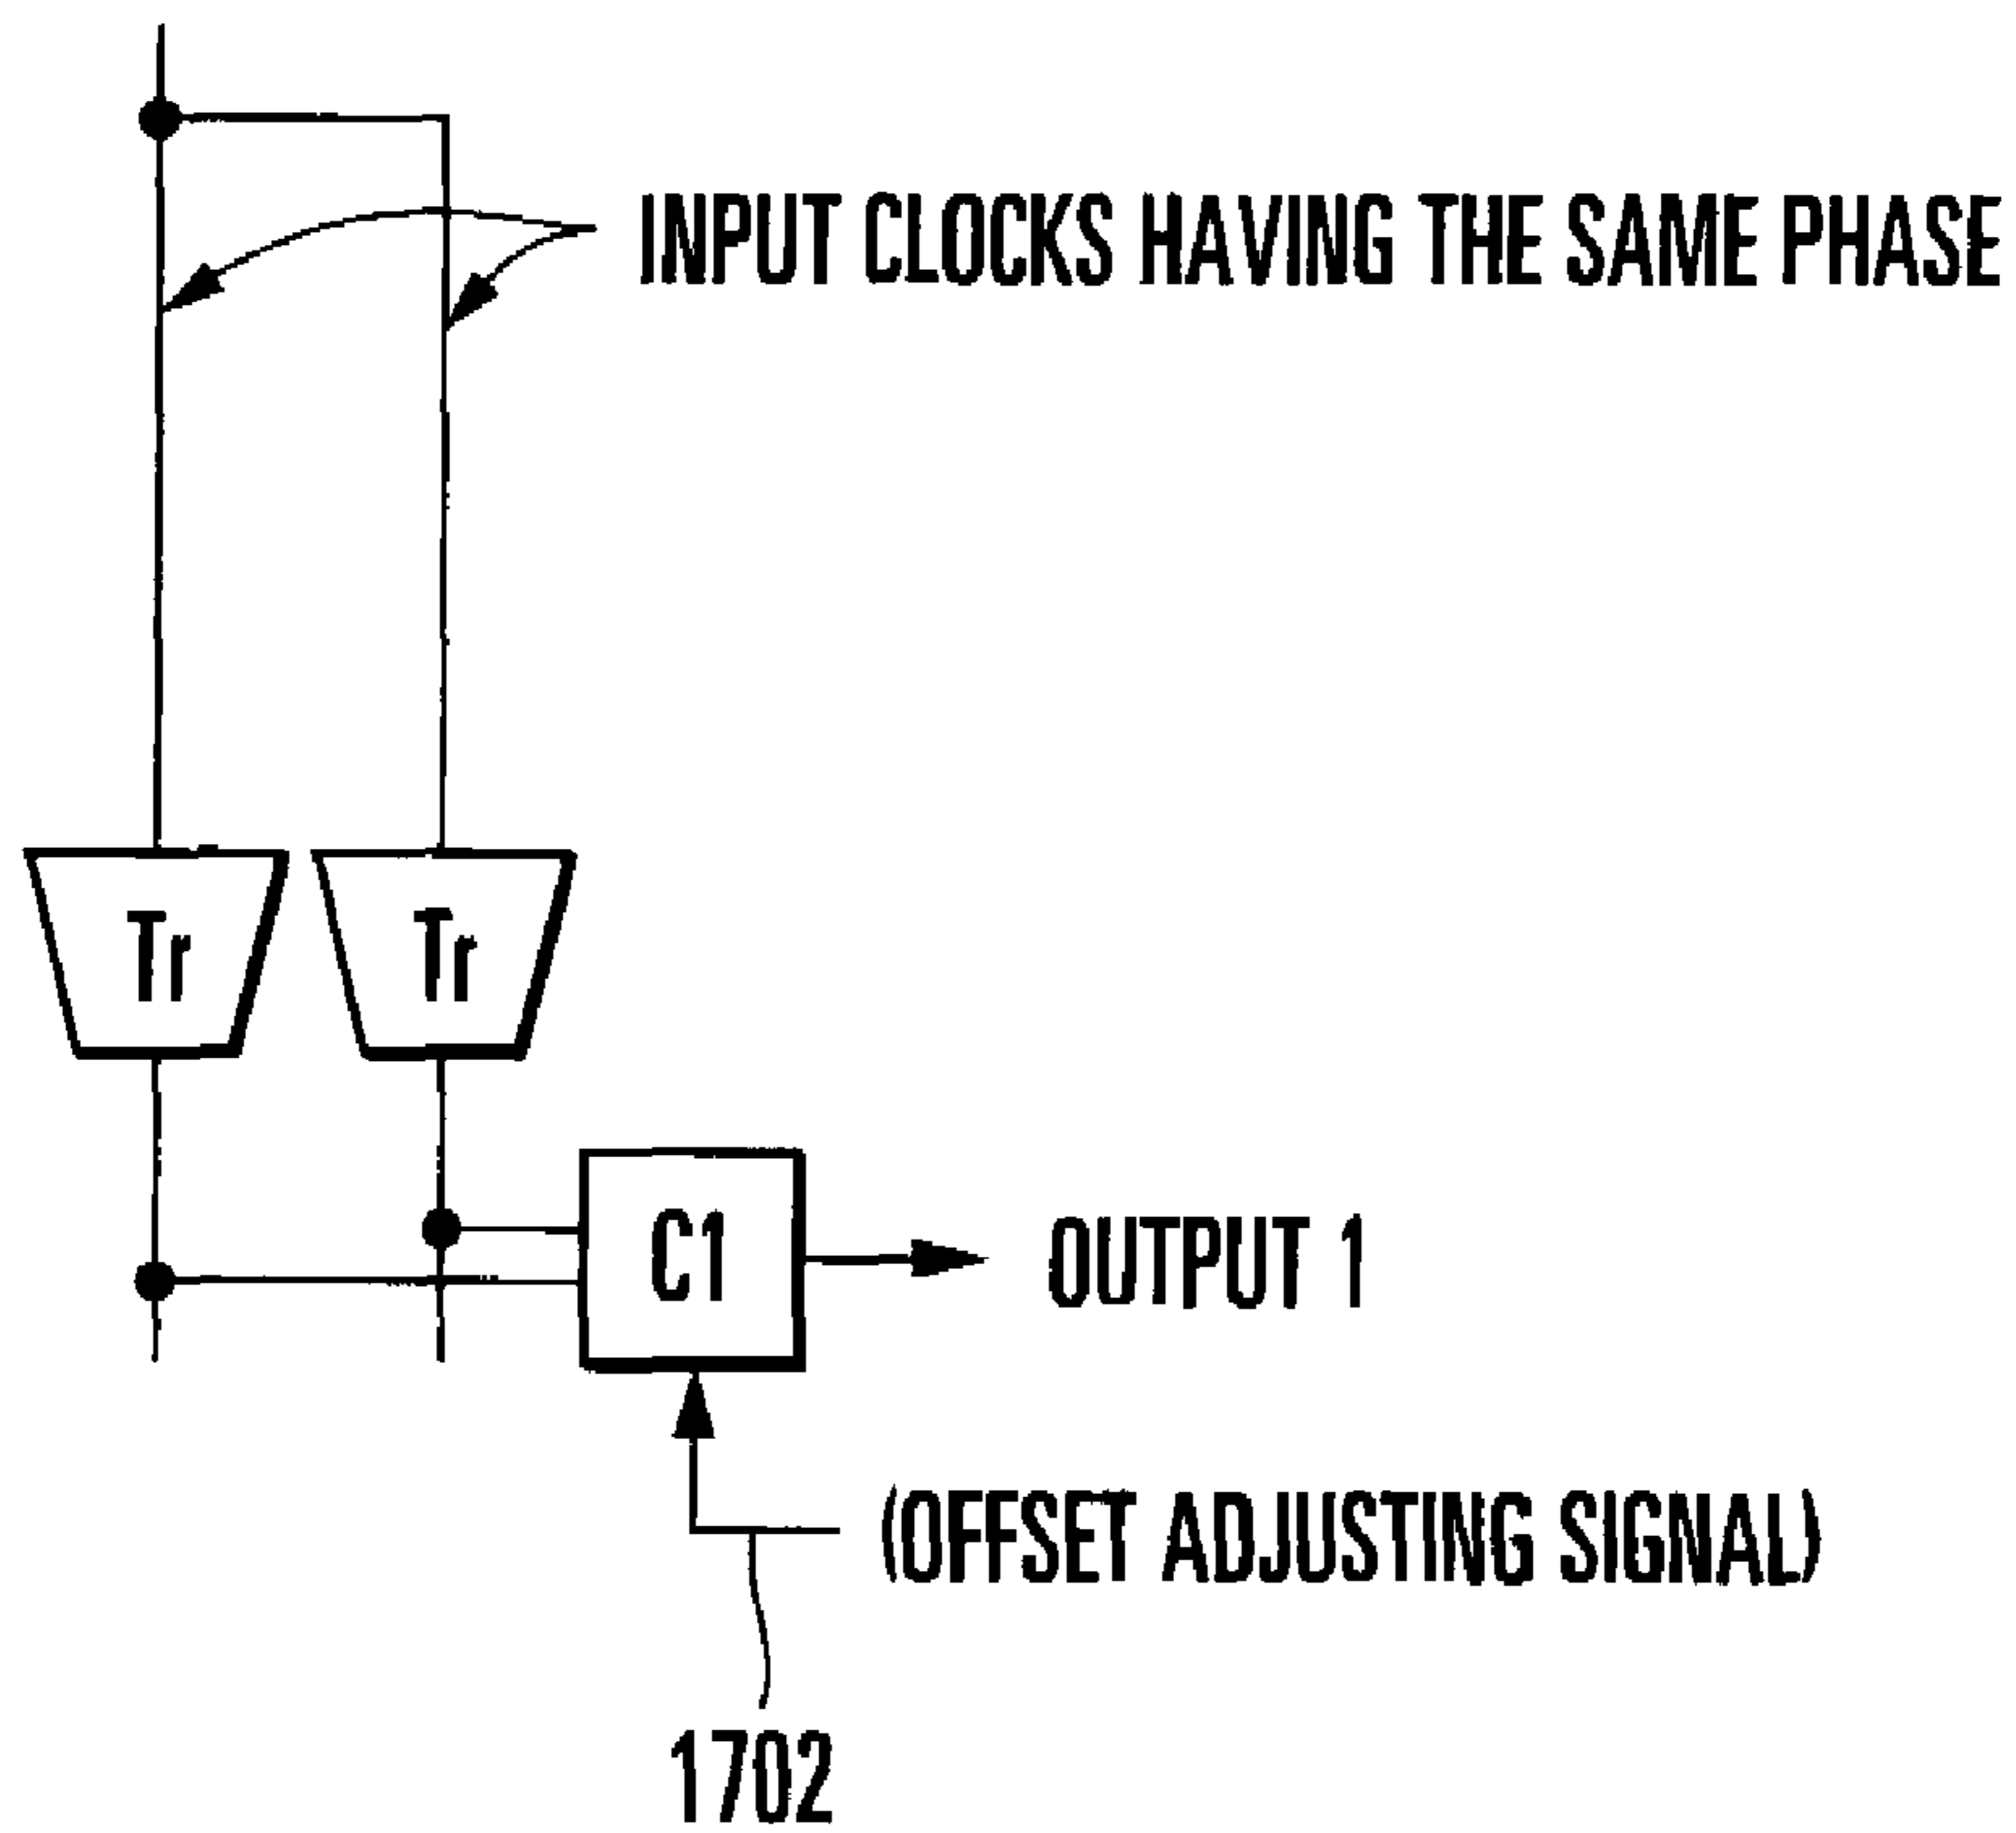 INPUT CLOCKS HAVING THE SAME PHASE
Tr
Tr
C1
OUTPUT 1
(OFFSET ADJUSTING SIGNAL)
1702